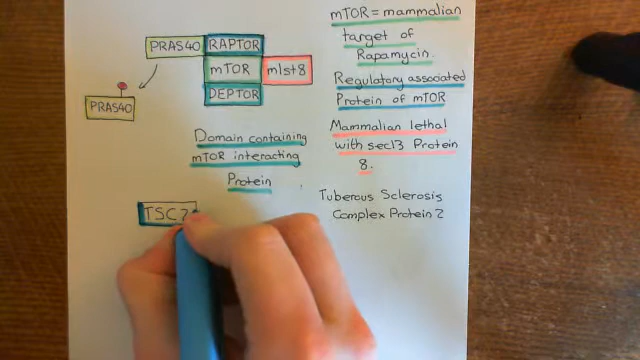 PRAS40 RAPTOR
mTOR mlst8
DEPTOR
PRAS40
Domain containing
mTOR interacting
Protein
TSC2
mTOR = mammalian
target of
Rapamycin.
Regulatory associated
Protein of mTOR
Mammalian lethal
with sec13 Protein
8.
Tuberous Sclerosis
Complex Protein 2